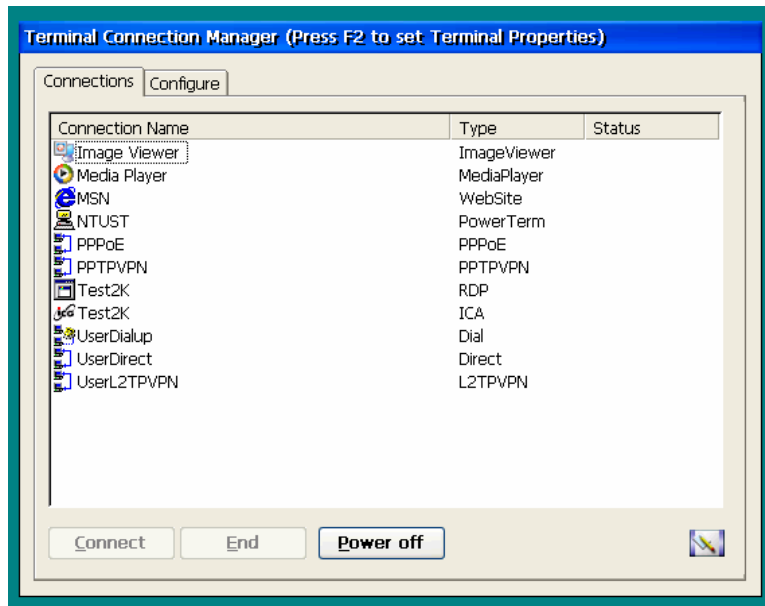 Terminal Connection Manager (Press F2 to set Terminal Properties)
Connections Configure
Connection Name Type Status
Image Viewer ImageViewer
Media Player MediaPlayer
MSN WebSite
NTUST PowerTerm
PPPoE PPPoE
PPTPVPN PPTPVPN
Test2K RDP
ica Test2K ICA
UserDialup Dial
UserDirect Direct
UserL2TPVPN L2TPVPN
Connect End Power off